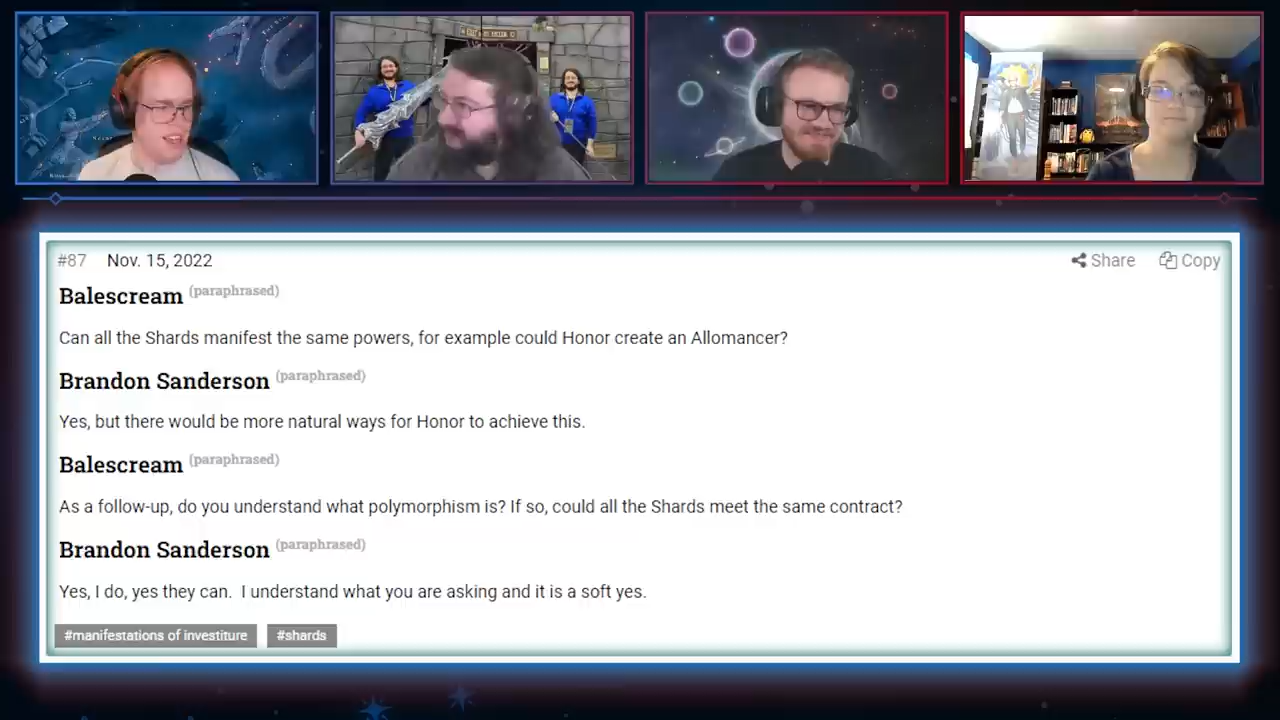 #87 Nov. 15, 2022 Share Copy
Balescream (paraphrased)
Can all the Shards manifest the same powers, for example could Honor create an Allomancer?
Brandon Sanderson (paraphrased)
Yes, but there would be more natural ways for Honor to achieve this.
Balescream (paraphrased)
As a follow-up, do you understand what polymorphism is? If so, could all the Shards meet the same contract?
Brandon Sanderson (paraphrased)
Yes, I do, yes they can. I understand what you are asking and it is a soft yes.
#manifestations of investiture #shards